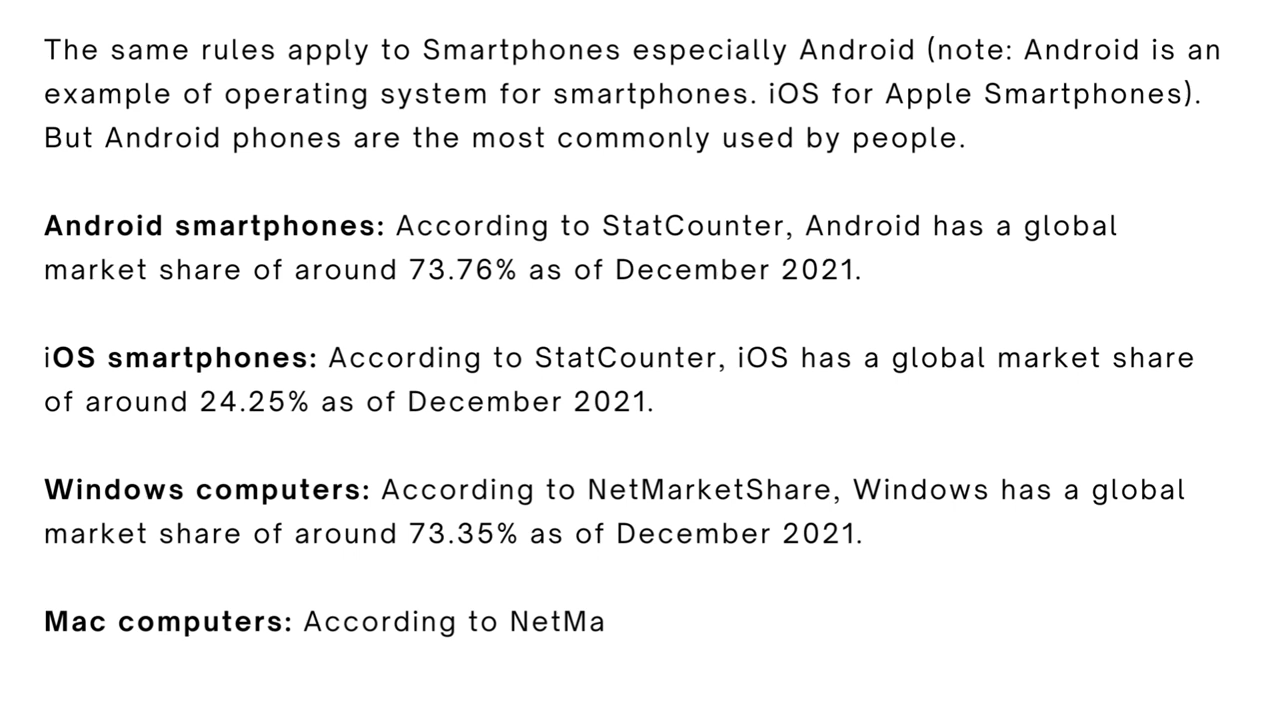 The same rules apply to Smartphones especially Android (note: Android is an
example of operating system for smartphones. iOS for Apple Smartphones).
But Android phones are the most commonly used by people.
Android smartphones: According to StatCounter, Android has a global
market share of around 73.76% as of December 2021.
iOS smartphones: According to StatCounter, iOS has a global market share
of around 24.25% as of December 2021.
Windows computers: According to NetMarketShare, Windows has a global
market share of around 73.35% as of December 2021.
Mac computers: According to NetMa